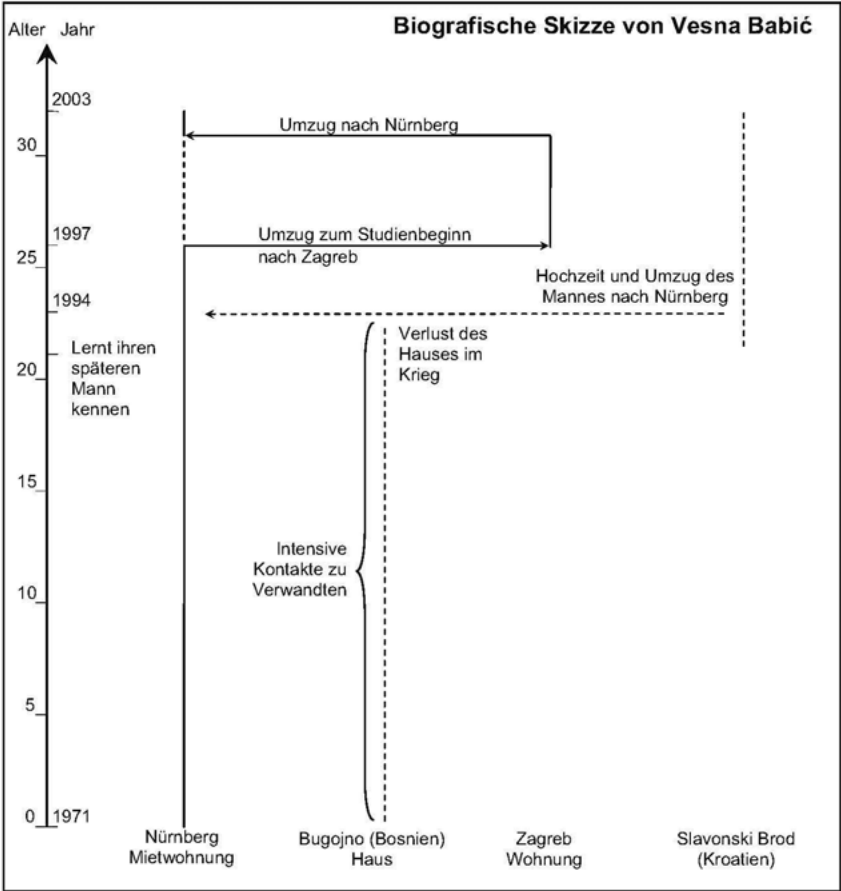 Biografische Skizze von Vesna Babić
Alter Jahr
2003
Umzug nach Nürnberg
30
1997
Umzug zum Studienbeginn
nach Zagreb
25
Hochzeit und Umzug des
Mannes nach Nürnberg
1994
Verlust des
Hauses im
Krieg
Lernt ihren
späteren
Mann
kennen
20
15
Intensive
Kontakte zu
Verwandten
10
5
0 1971
Nürnberg
Mietwohnung
Bugojno (Bosnien)
Haus
Zagreb
Wohnung
Slavonski Brod
(Kroatien)